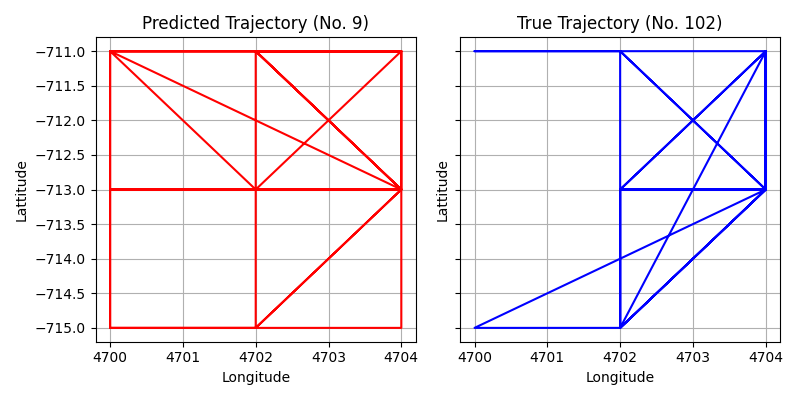 Predicted Trajectory (No. 9)
True Trajectory (No. 102)
−711.0
−711.5
−712.0
−712.5
−713.0
−713.5
−714.0
−714.5
−715.0
Lattitude
Lattitude
4700 4701 4702 4703 4704
4700 4701 4702 4703 4704
Longitude
Longitude